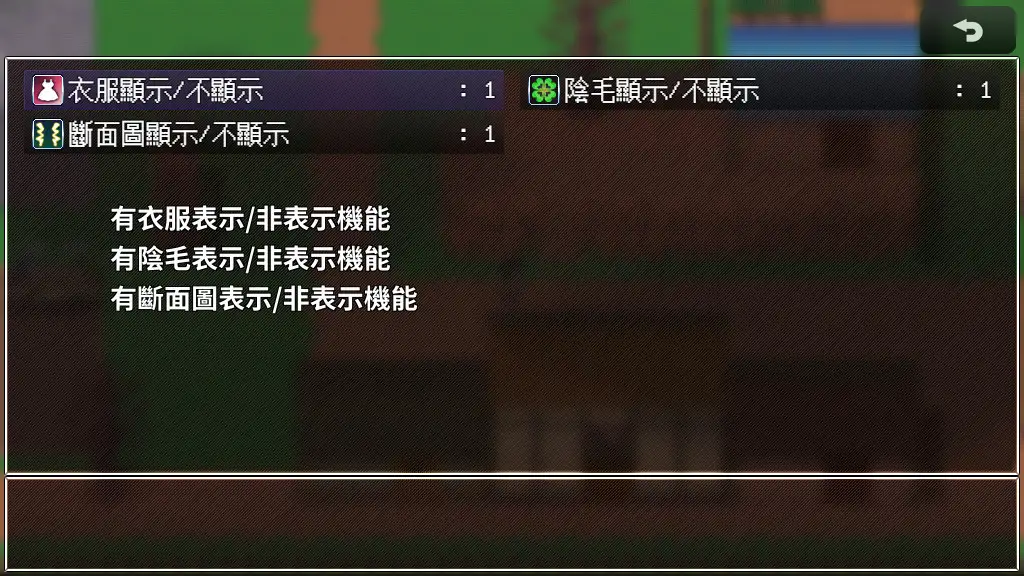 衣服顯示/不顯示 : 1
陰毛顯示/不顯示 : 1
斷面圖顯示/不顯示 : 1
有衣服表示/非表示機能
有陰毛表示/非表示機能
有斷面圖表示/非表示機能